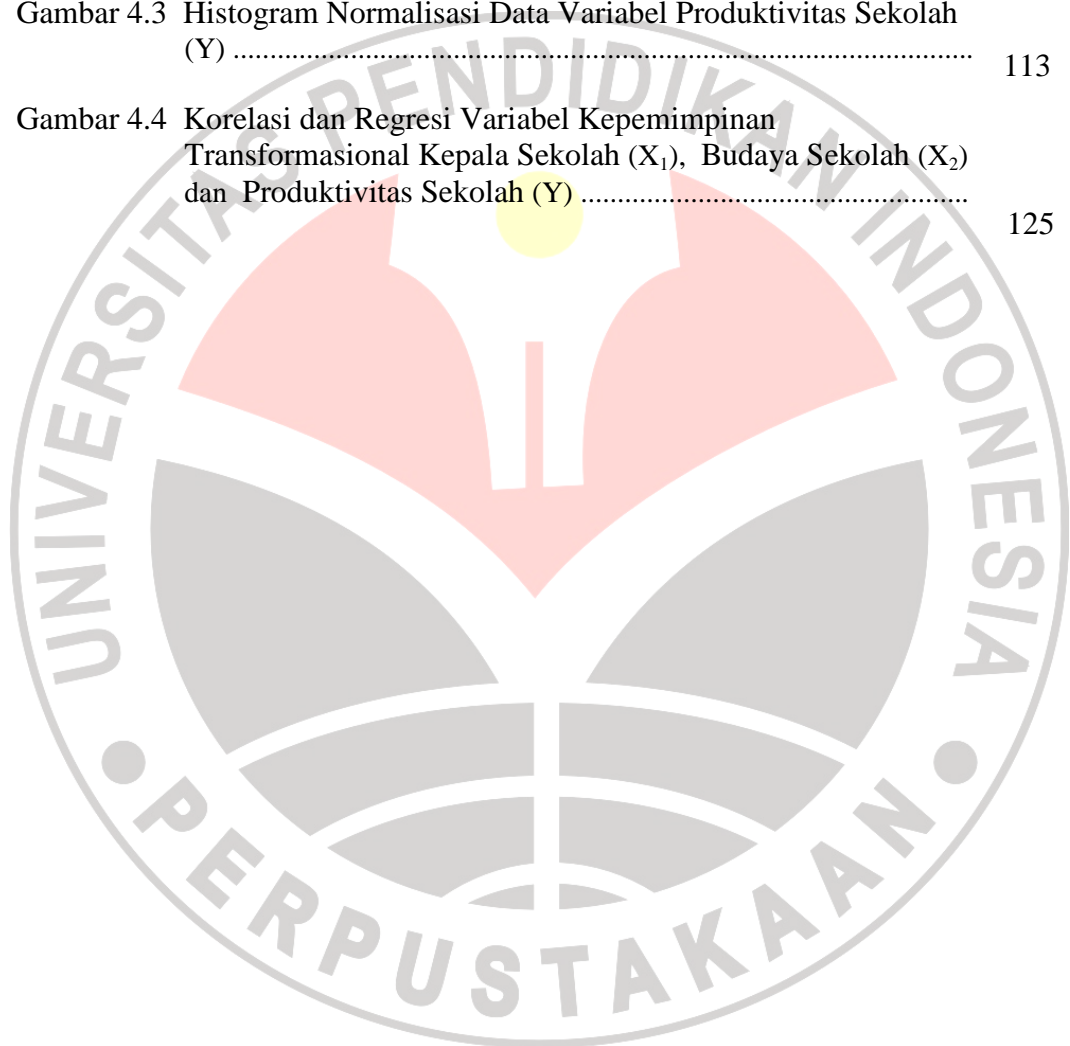 Gambar 4.3 Histogram Normalisasi Data Variabel Produktivitas Sekolah
(Y) ..................................................................................................... 113
Gambar 4.4 Korelasi dan Regresi Variabel Kepemimpinan
Transformasional Kepala Sekolah (X₁), Budaya Sekolah (X₂)
dan Produktivitas Sekolah (Y) ..................................................... 125
UNIVERSITAS PENDIDIKAN INDONESIA
PERPUSTAKAAN